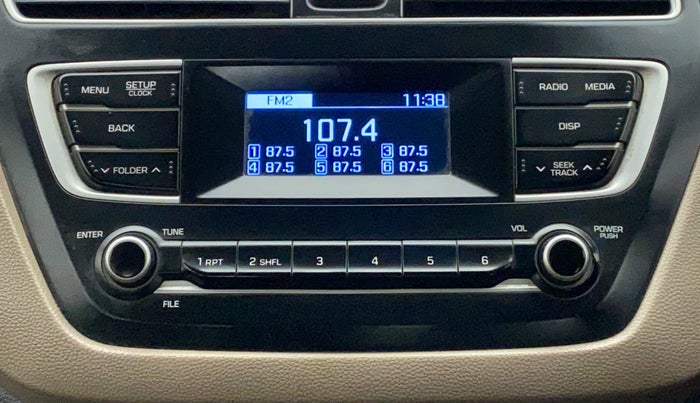 FM2 11:38
107.4
1 87.5 2 87.5 3 87.5
4 87.5 5 87.5 6 87.5
MENU SETUP CLOCK
BACK
FOLDER
RADIO MEDIA
DISP
SEEK TRACK
ENTER TUNE
FILE
1 RPT 2 SHFL 3 4 5 6
VOL POWER PUSH